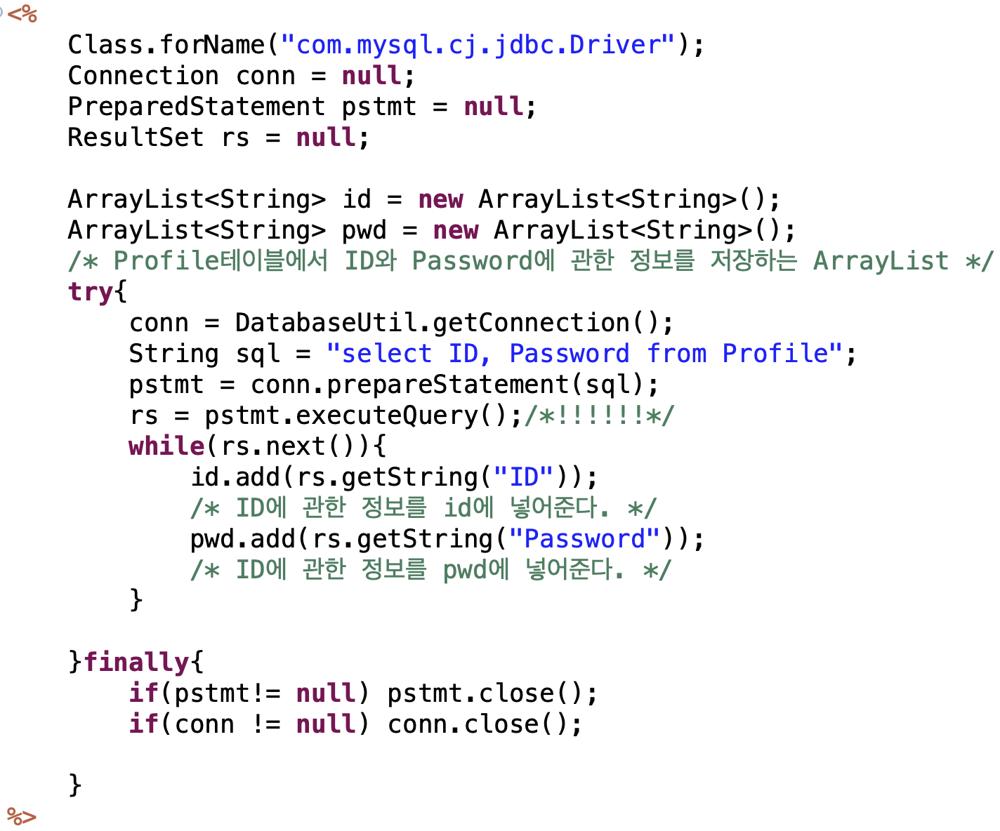 <%
Class.forName("com.mysql.cj.jdbc.Driver");
Connection conn = null;
PreparedStatement pstmt = null;
ResultSet rs = null;
ArrayList<String> id = new ArrayList<String>();
ArrayList<String> pwd = new ArrayList<String>();
/* Profile테이블에서 ID와 Password에 관한 정보를 저장하는 ArrayList */
try{
conn = DatabaseUtil.getConnection();
String sql = "select ID, Password from Profile";
pstmt = conn.prepareStatement(sql);
rs = pstmt.executeQuery();/*!!!!!!*/
while(rs.next()){
id.add(rs.getString("ID"));
/* ID에 관한 정보를 id에 넣어준다. */
pwd.add(rs.getString("Password"));
/* ID에 관한 정보를 pwd에 넣어준다. */
}
}finally{
if(pstmt!= null) pstmt.close();
if(conn != null) conn.close();
}
%>